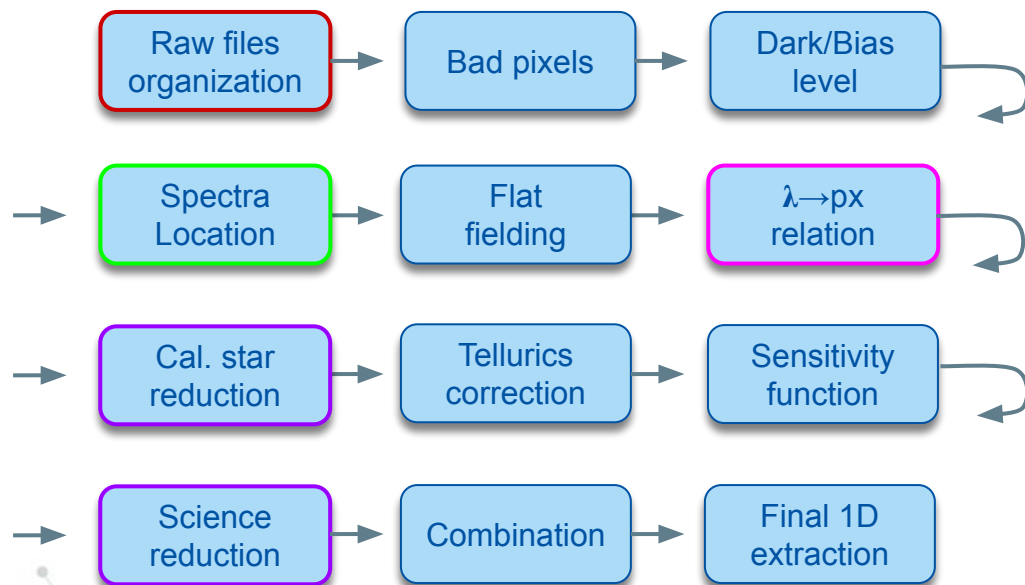 Raw files
organization
Bad pixels
Dark/Bias
level
Spectra
Location
Flat
fielding
λ→px
relation
Cal. star
reduction
Tellurics
correction
Sensitivity
function
Science
reduction
Combination
Final 1D
extraction